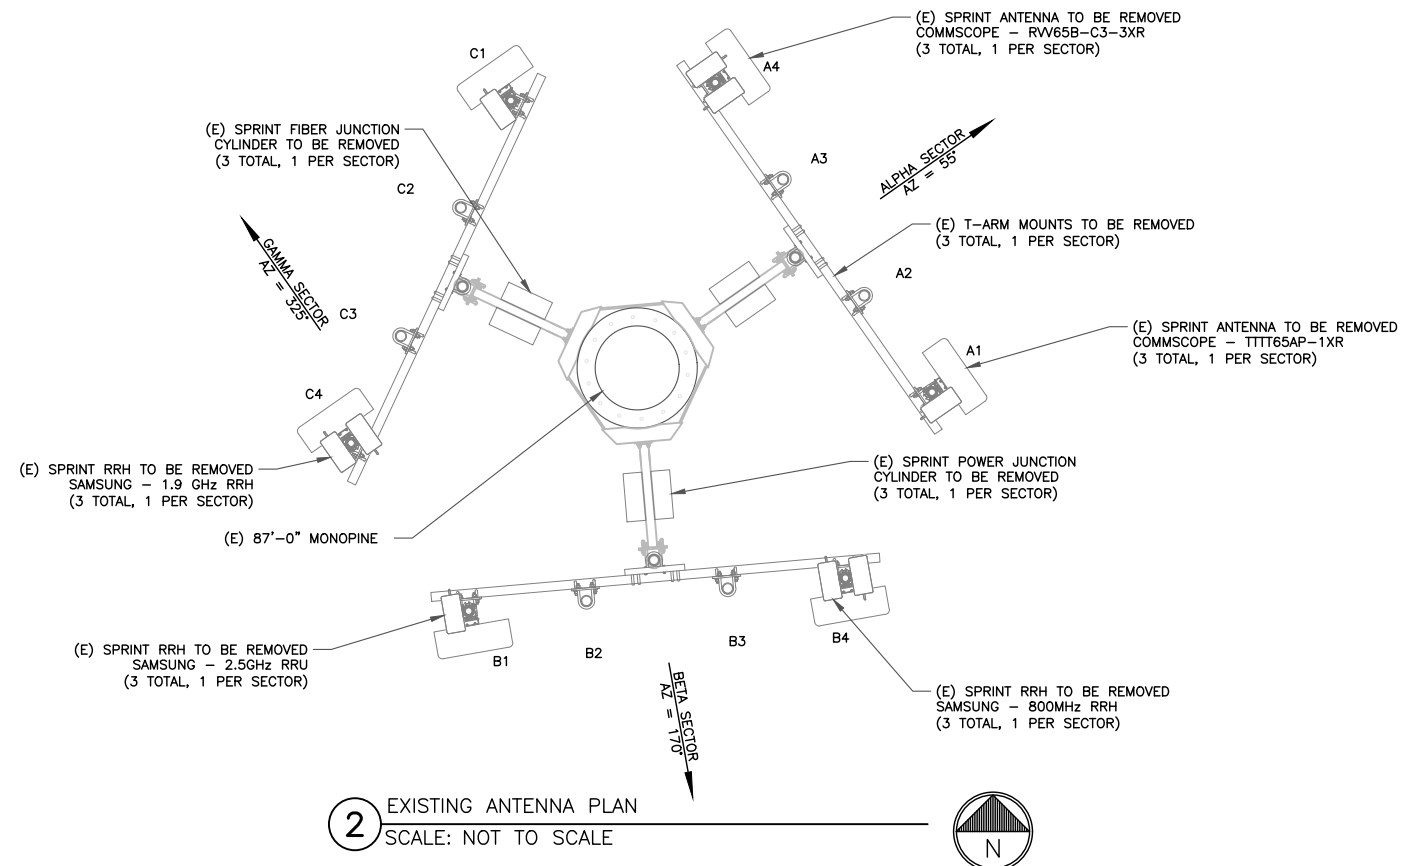 (E) SPRINT ANTENNA TO BE REMOVED
COMMSCOPE - RVV65B-C3-3XR
(3 TOTAL, 1 PER SECTOR)
C1
A4
(E) SPRINT FIBER JUNCTION
CYLINDER TO BE REMOVED
(3 TOTAL, 1 PER SECTOR)
A3
ALPHA SECTOR
AZ = 55°
C2
(E) T-ARM MOUNTS TO BE REMOVED
(3 TOTAL, 1 PER SECTOR)
GAMMA SECTOR
AZ = 325°
A2
C3
(E) SPRINT ANTENNA TO BE REMOVED
COMMSCOPE - TTTT65AP-1XR
(3 TOTAL, 1 PER SECTOR)
A1
C4
(E) SPRINT RRH TO BE REMOVED
SAMSUNG - 1.9 GHz RRH
(3 TOTAL, 1 PER SECTOR)
(E) SPRINT POWER JUNCTION
CYLINDER TO BE REMOVED
(3 TOTAL, 1 PER SECTOR)
(E) 87'-0" MONOPINE
(E) SPRINT RRH TO BE REMOVED
SAMSUNG - 2.5GHz RRU
(3 TOTAL, 1 PER SECTOR)
B1
B2
B3
B4
BETA SECTOR
AZ = 170°
(E) SPRINT RRH TO BE REMOVED
SAMSUNG - 800MHz RRH
(3 TOTAL, 1 PER SECTOR)
2
EXISTING ANTENNA PLAN
SCALE: NOT TO SCALE
N